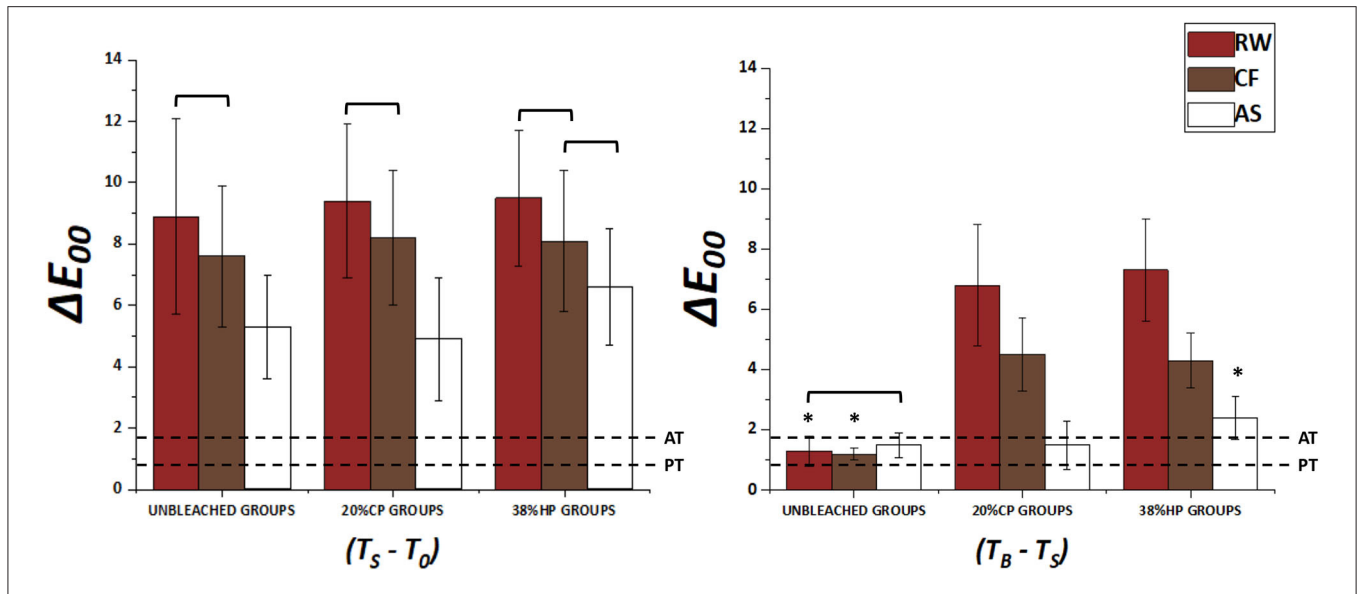 14
12
10
8
6
4
2
0
ΔE00
AT
PT
UNBLEACHED GROUPS
20%CP GROUPS
38%HP GROUPS
(TS - T0)
14
12
10
8
6
4
2
0
ΔE00
RW
CF
AS
*
*
*
AT
PT
UNBLEACHED GROUPS
20%CP GROUPS
38%HP GROUPS
(TB - TS)